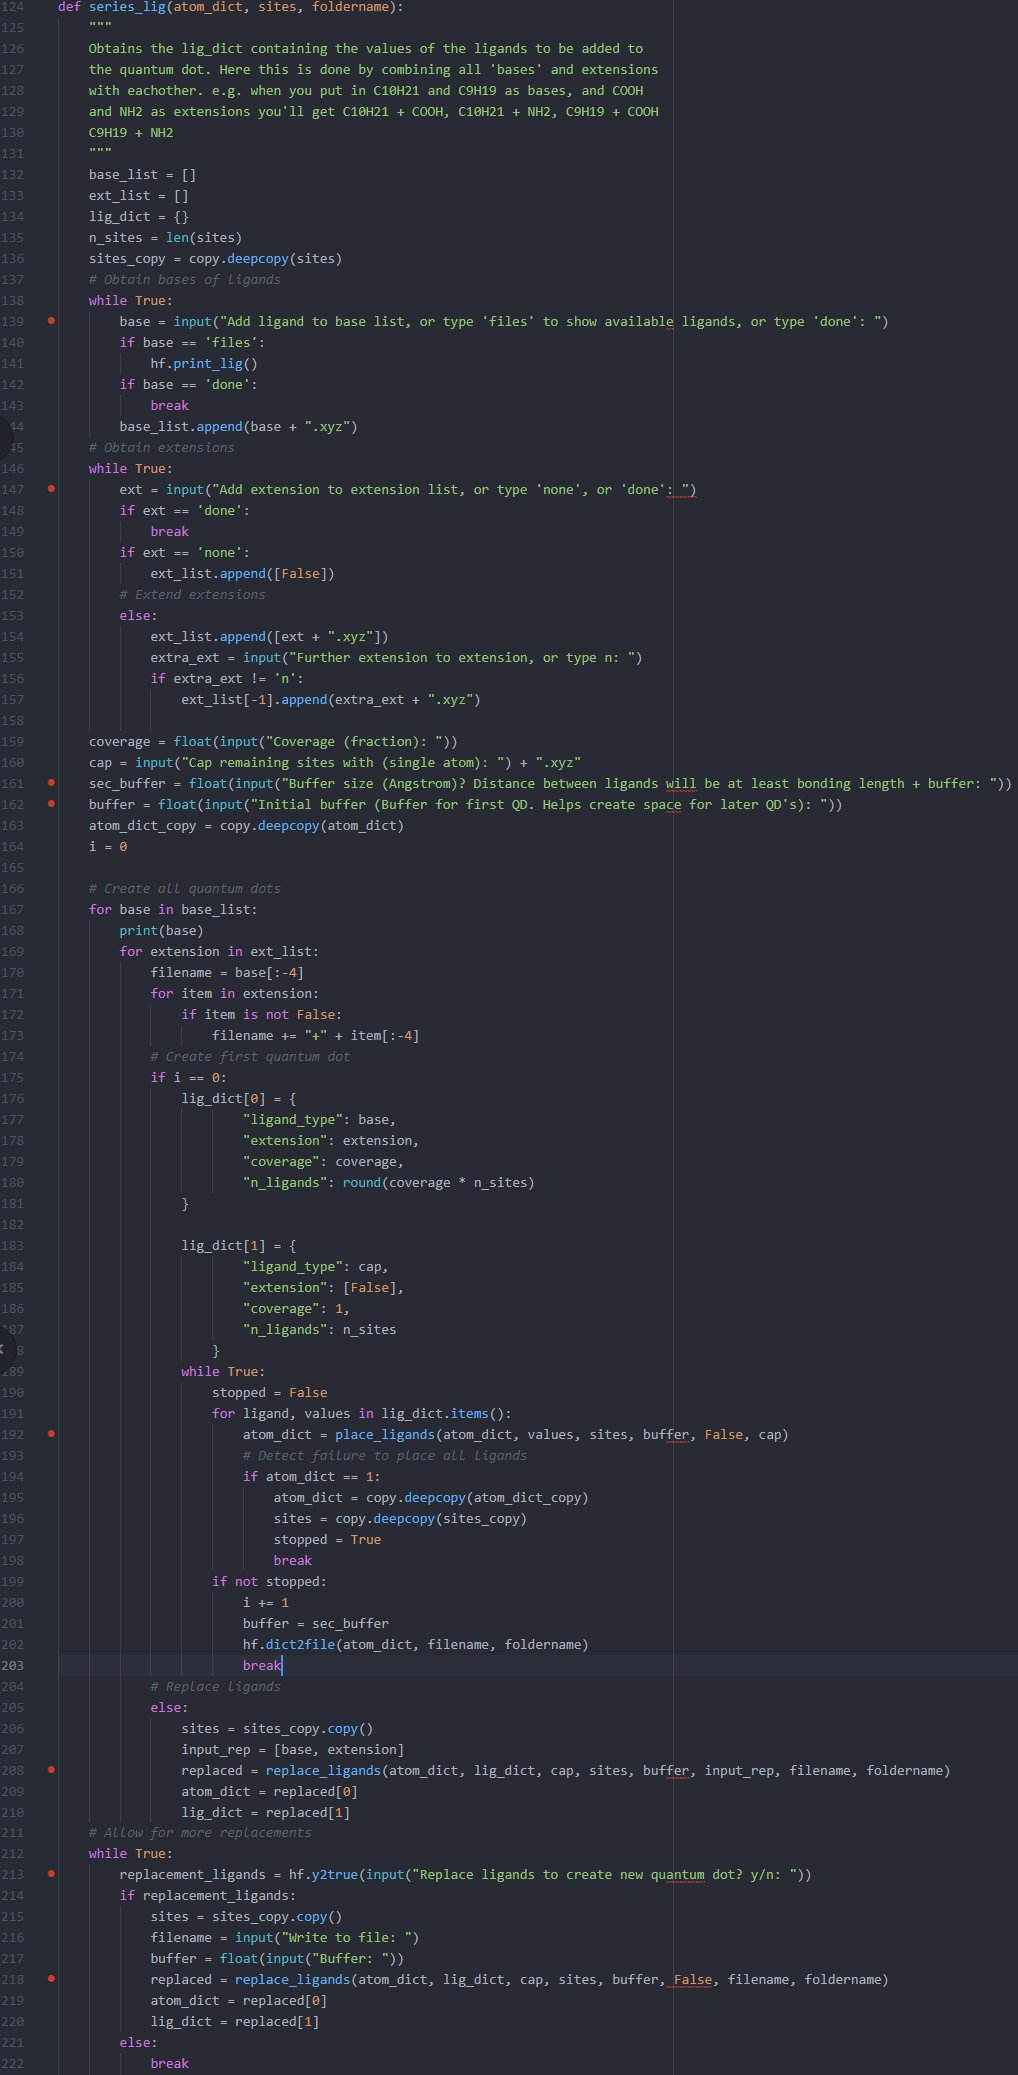 124 def series_lig(atom_dict, sites, foldername):
125     """
126     Obtains the lig_dict containing the values of the ligands to be added to
127     the quantum dot. Here this is done by combining all 'bases' and extensions
128     with eachother. e.g. when you put in C10H21 and C9H19 as bases, and COOH
129     and NH2 as extensions you'll get C10H21 + COOH, C10H21 + NH2, C9H19 + COOH
130     C9H19 + NH2
131     """
132     base_list = []
133     ext_list = []
134     lig_dict = {}
135     n_sites = len(sites)
136     sites_copy = copy.deepcopy(sites)
137     # Obtain bases of ligands
138     while True:
139         base = input("Add ligand to base list, or type 'files' to show available ligands, or type 'done': ")
140         if base == 'files':
141             hf.print_lig()
142         if base == 'done':
143             break
44         base_list.append(base + ".xyz")
45     # Obtain extensions
146     while True:
147         ext = input("Add extension to extension list, or type 'none', or 'done': ")
148         if ext == 'done':
149             break
150         if ext == 'none':
151             ext_list.append([False])
152         # Extend extensions
153         else:
154             ext_list.append([ext + ".xyz"])
155             extra_ext = input("Further extension to extension, or type n: ")
156             if extra_ext != 'n':
157                 ext_list[-1].append(extra_ext + ".xyz")
158
159     coverage = float(input("Coverage (fraction): "))
160     cap = input("Cap remaining sites with (single atom): ") + ".xyz"
161     sec_buffer = float(input("Buffer size (Angstrom)? Distance between ligands will be at least bonding length + buffer: "))
162     buffer = float(input("Initial buffer (Buffer for first QD. Helps create space for later QD's): "))
163     atom_dict_copy = copy.deepcopy(atom_dict)
164     i = 0
165
166     # Create all quantum dots
167     for base in base_list:
168         print(base)
169         for extension in ext_list:
170             filename = base[:-4]
171             for item in extension:
172                 if item is not False:
173                     filename += "+" + item[:-4]
174             # Create first quantum dot
175             if i == 0:
176                 lig_dict[0] = {
177                         "ligand_type": base,
178                         "extension": extension,
179                         "coverage": coverage,
180                         "n_ligands": round(coverage * n_sites)
181                 }
182
183                 lig_dict[1] = {
184                         "ligand_type": cap,
185                         "extension": [False],
186                         "coverage": 1,
87                         "n_ligands": n_sites
8                     }
189                 while True:
190                     stopped = False
191                     for ligand, values in lig_dict.items():
192                         atom_dict = place_ligands(atom_dict, values, sites, buffer, False, cap)
193                         # Detect failure to place all ligands
194                         if atom_dict == 1:
195                             atom_dict = copy.deepcopy(atom_dict_copy)
196                             sites = copy.deepcopy(sites_copy)
197                             stopped = True
198                             break
199                     if not stopped:
200                         i += 1
201                         buffer = sec_buffer
202                         hf.dict2file(atom_dict, filename, foldername)
203                         break
204             # Replace ligands
205             else:
206                 sites = sites_copy.copy()
207                 input_rep = [base, extension]
208                 replaced = replace_ligands(atom_dict, lig_dict, cap, sites, buffer, input_rep, filename, foldername)
209                 atom_dict = replaced[0]
210                 lig_dict = replaced[1]
211     # Allow for more replacements
212     while True:
213         replacement_ligands = hf.y2true(input("Replace ligands to create new quantum dot? y/n: "))
214         if replacement_ligands:
215             sites = sites_copy.copy()
216             filename = input("Write to file: ")
217             buffer = float(input("Buffer: "))
218             replaced = replace_ligands(atom_dict, lig_dict, cap, sites, buffer, False, filename, foldername)
219             atom_dict = replaced[0]
220             lig_dict = replaced[1]
221         else:
222             break